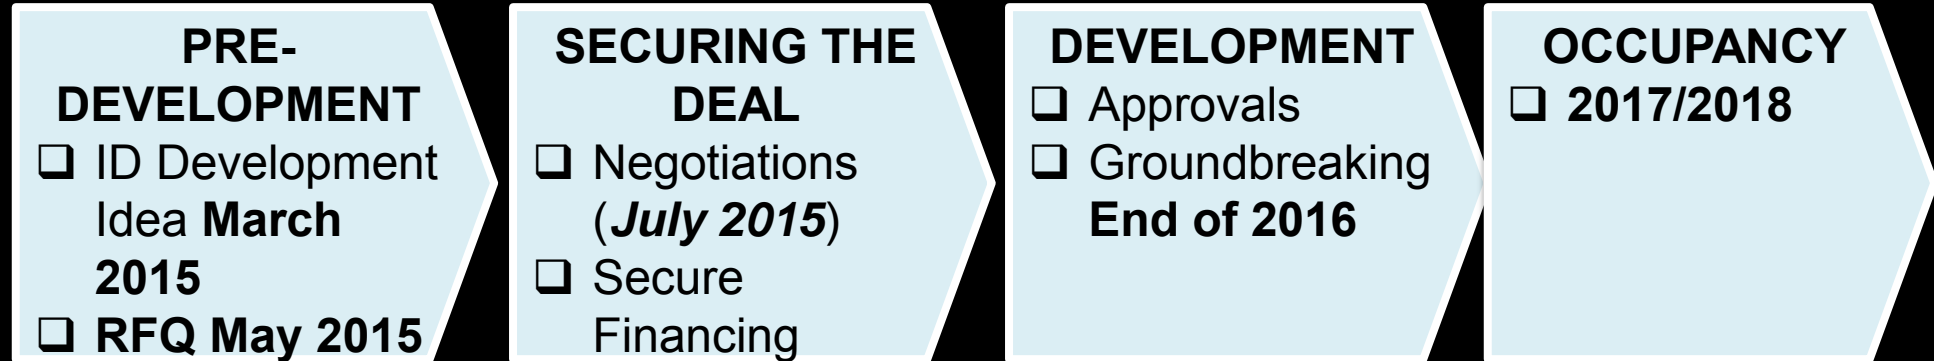 PRE-
DEVELOPMENT
❑ ID Development
Idea March
2015
❑ RFQ May 2015
SECURING THE
DEAL
❑ Negotiations
(July 2015)
❑ Secure
Financing
DEVELOPMENT
❑ Approvals
❑ Groundbreaking
End of 2016
OCCUPANCY
❑ 2017/2018